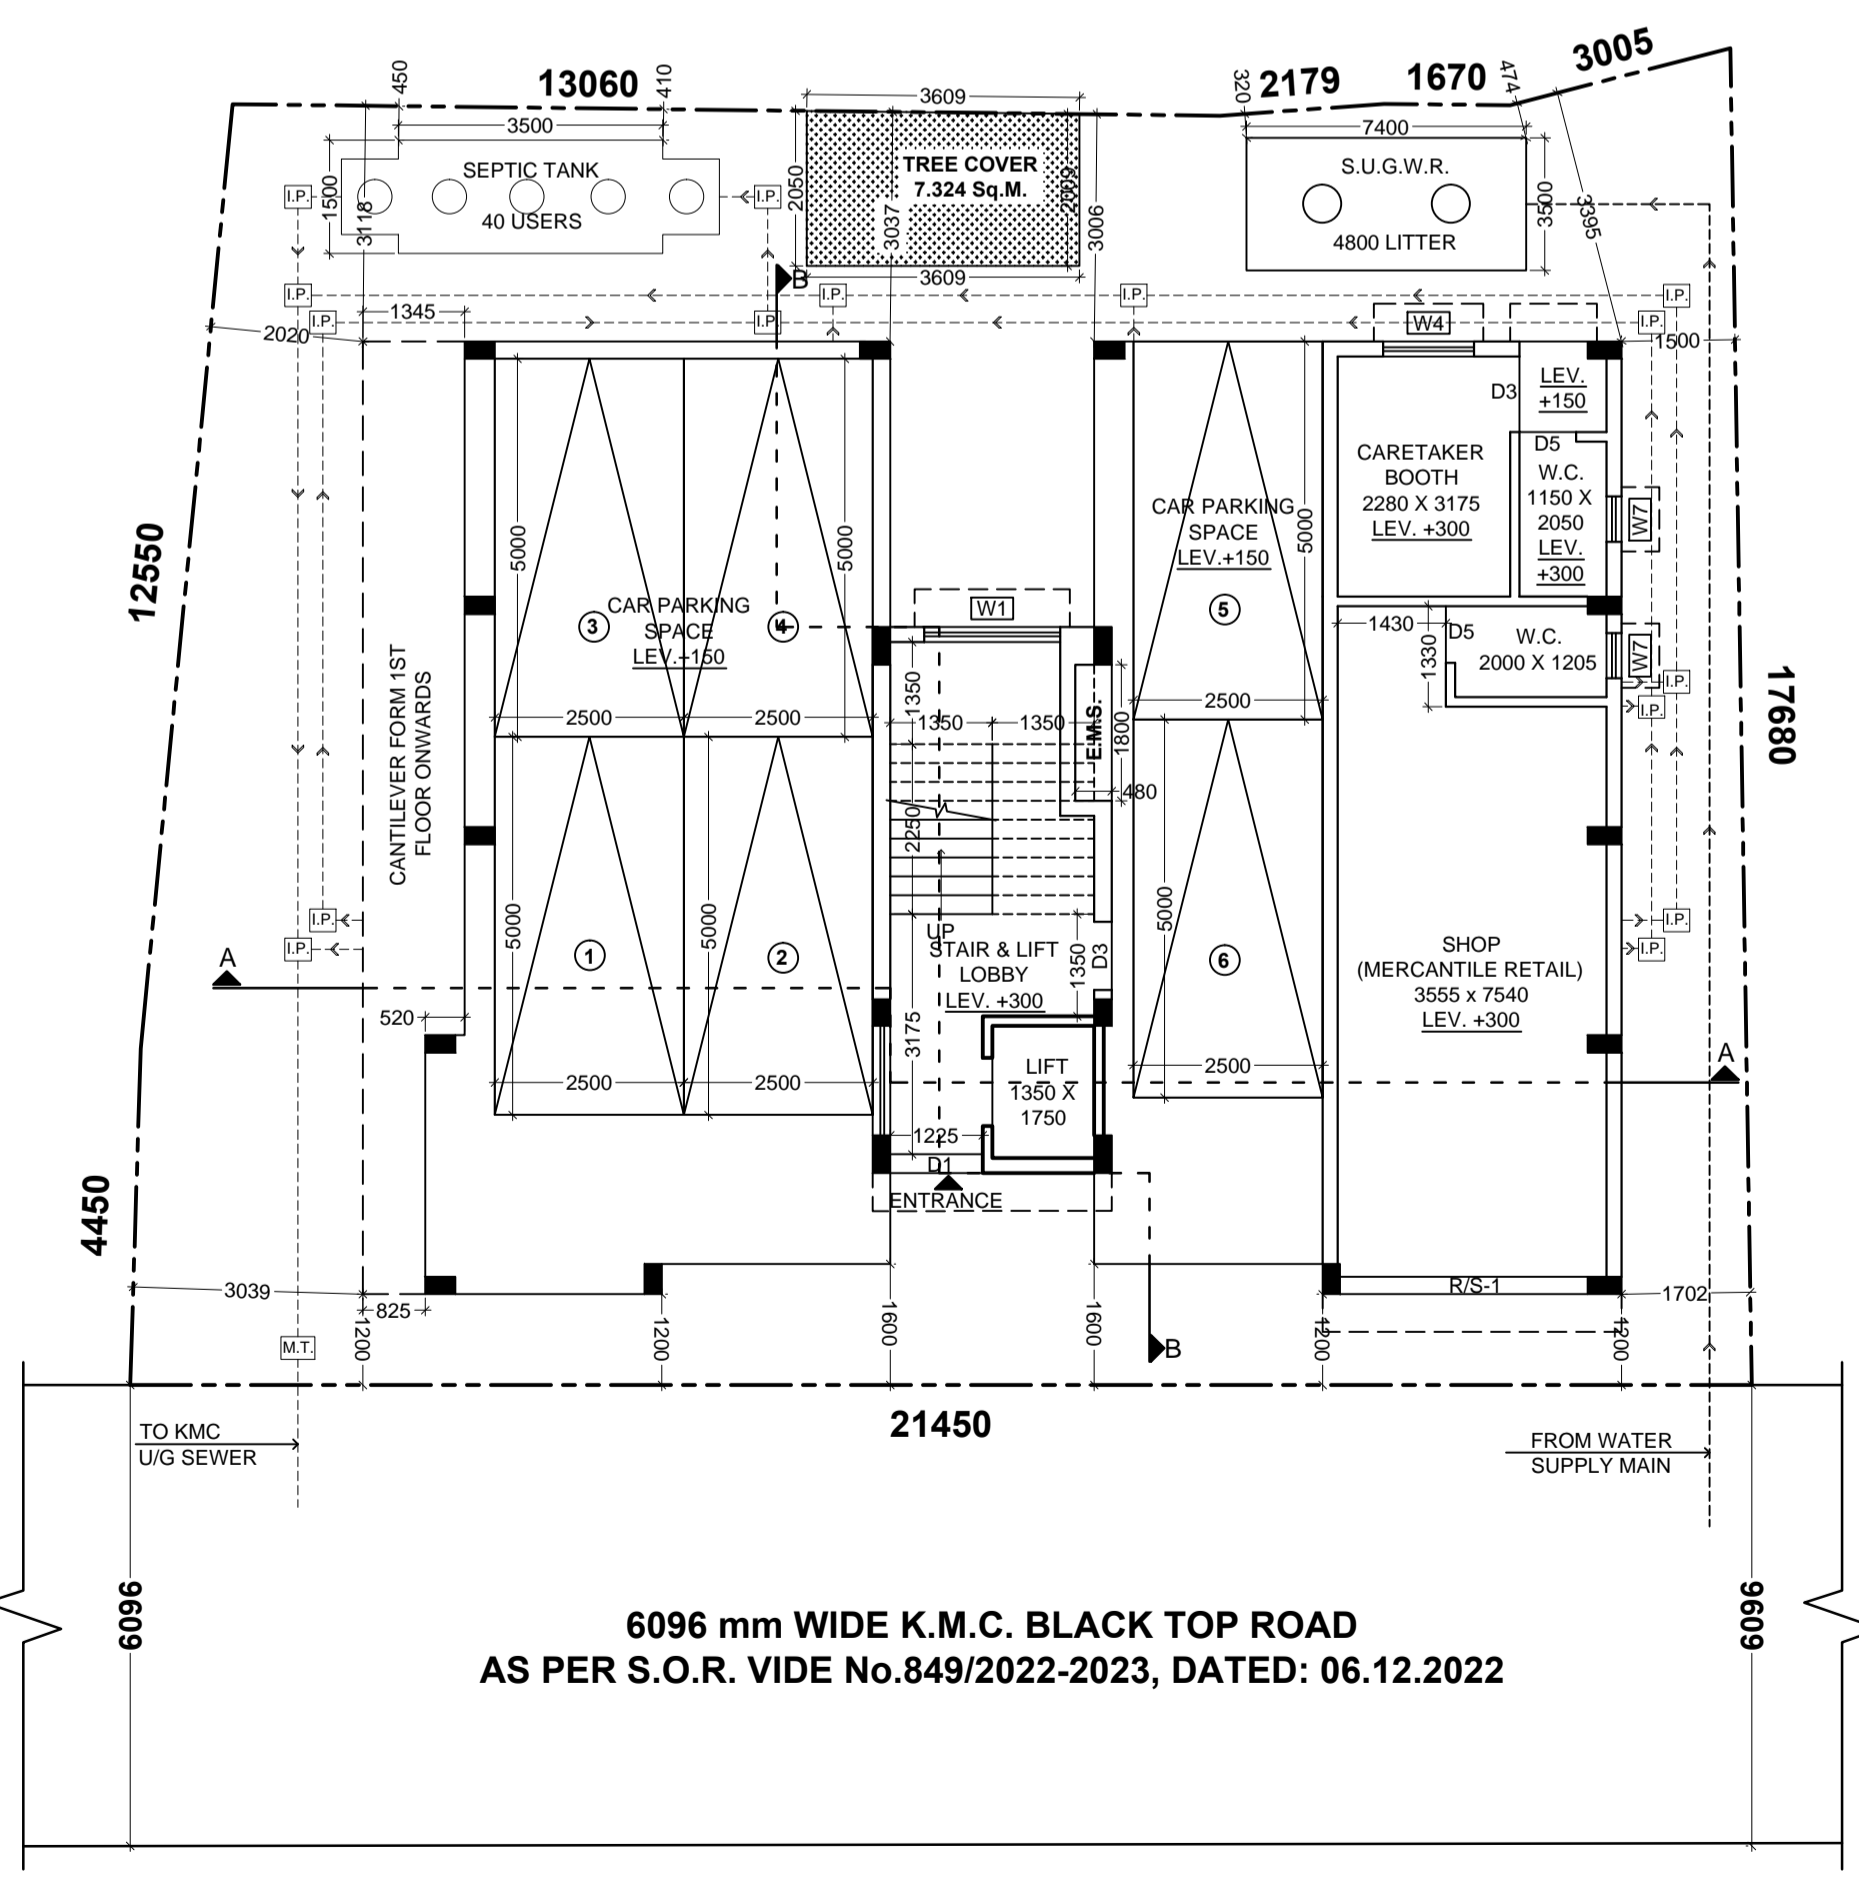 3005
474
1670
2179
320
13060
450
410
3609
7400
3500
SEPTIC TANK
40 USERS
1500
3118
I.P.
I.P.
TREE COVER
7.324 Sq.M.
2050
3037
2009
3006
3609
S.U.G.W.R.
4800 LITTER
3500
3395
B
I.P.
I.P.
I.P.
I.P.
I.P.
I.P.
I.P.
1345
2020
W4
1500
12550
17680
4450
5000
5000
CAR PARKING
SPACE
LEV.+150
3
4
2500
2500
CANTILEVER FORM 1ST
FLOOR ONWARDS
W1
1350
1350
1350
E.M.S.
1800
480
2250
CAR PARKING
SPACE
LEV.+150
5000
5
2500
CARETAKER
BOOTH
2280 X 3175
LEV. +300
D3
LEV.
+150
D5
W.C.
1150 X
2050
LEV.
+300
W7
1430
1330
D5
W.C.
2000 X 1205
W7
I.P.
I.P.
5000
5000
1
2
2500
2500
I.P.
I.P.
A
520
UP
STAIR & LIFT
LOBBY
LEV. +300
1350
D3
3175
LIFT
1350 X
1750
1225
D1
ENTRANCE
5000
6
2500
SHOP
(MERCANTILE RETAIL)
3555 x 7540
LEV. +300
I.P.
I.P.
A
R/S-1
3039
825
1702
M.T.
1200
1200
1600
1600
B
1200
1200
21450
TO KMC
U/G SEWER
FROM WATER
SUPPLY MAIN
6096
6096
6096 mm WIDE K.M.C. BLACK TOP ROAD
AS PER S.O.R. VIDE No.849/2022-2023, DATED: 06.12.2022